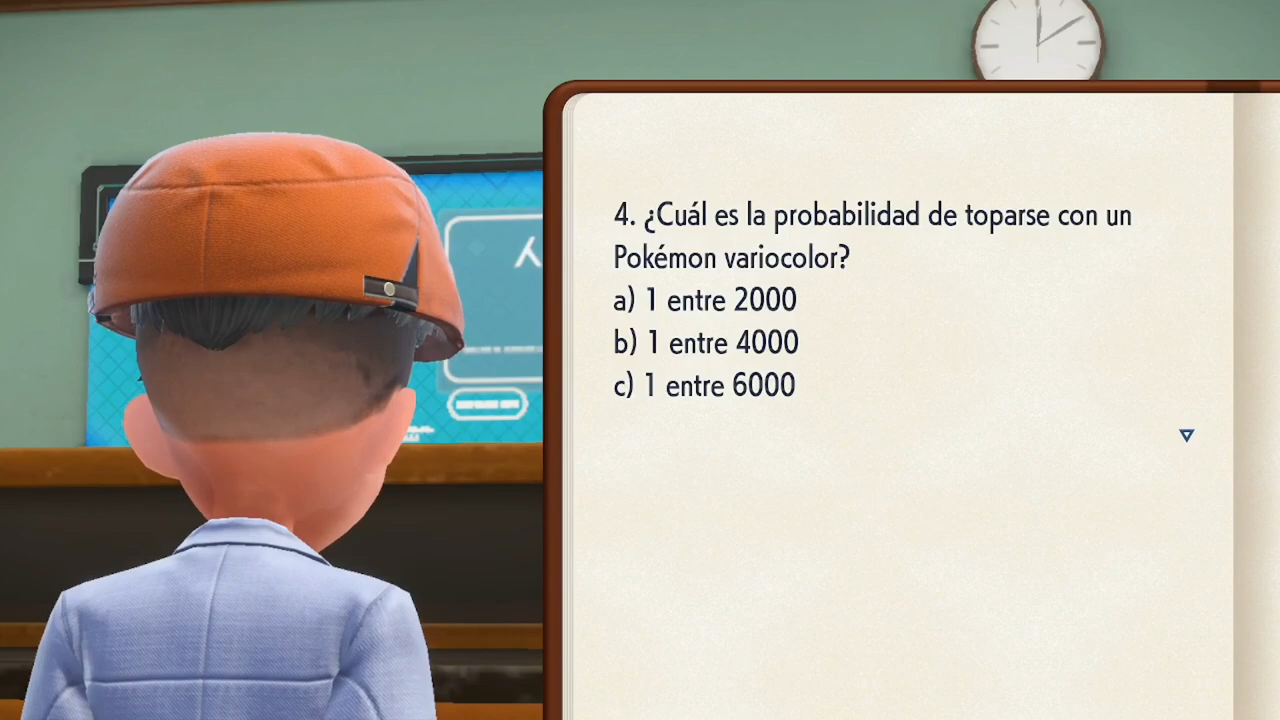 4. ¿Cuál es la probabilidad de toparse con un
Pokémon variocolor?
a) 1 entre 2000
b) 1 entre 4000
c) 1 entre 6000